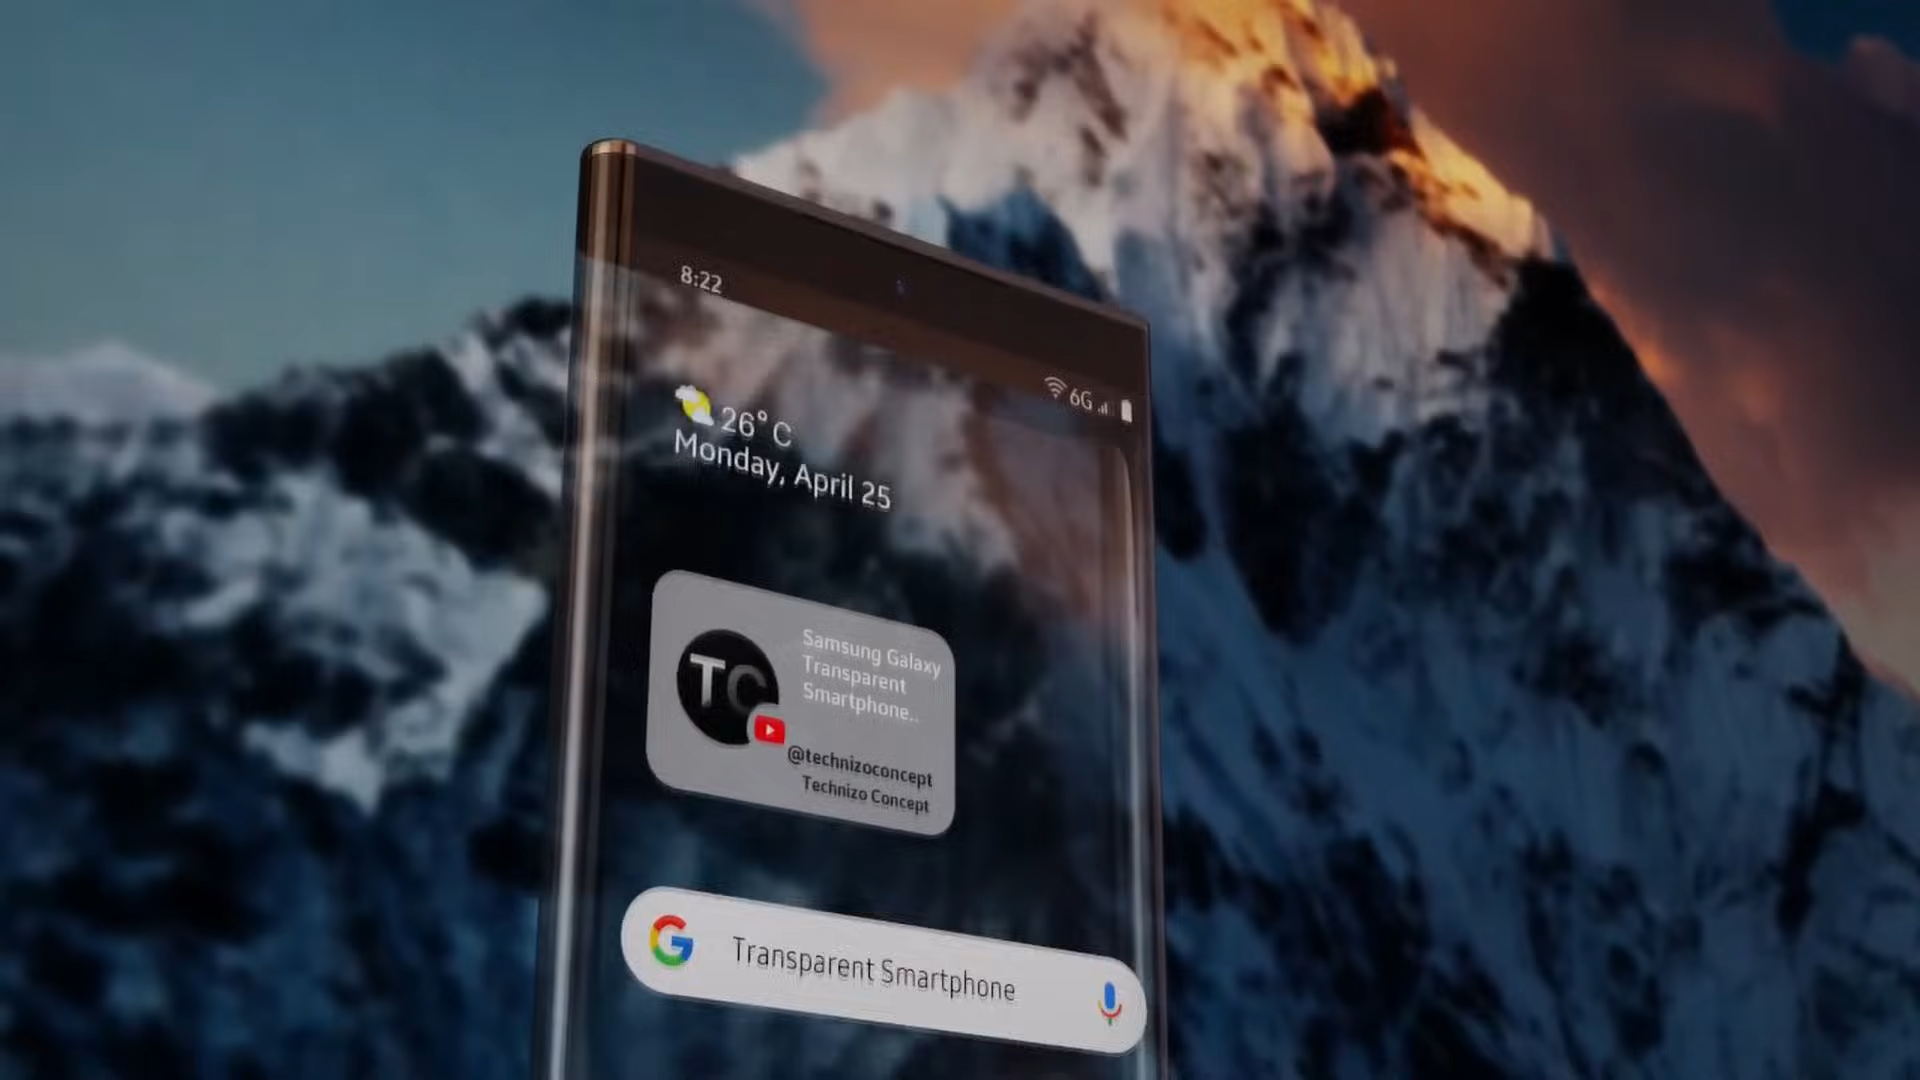 8:22
6G
26° C
Monday, April 25
TC
Samsung Galaxy
Transparent
Smartphone..
@technizoconcept
Technizo Concept
G
Transparent Smartphone